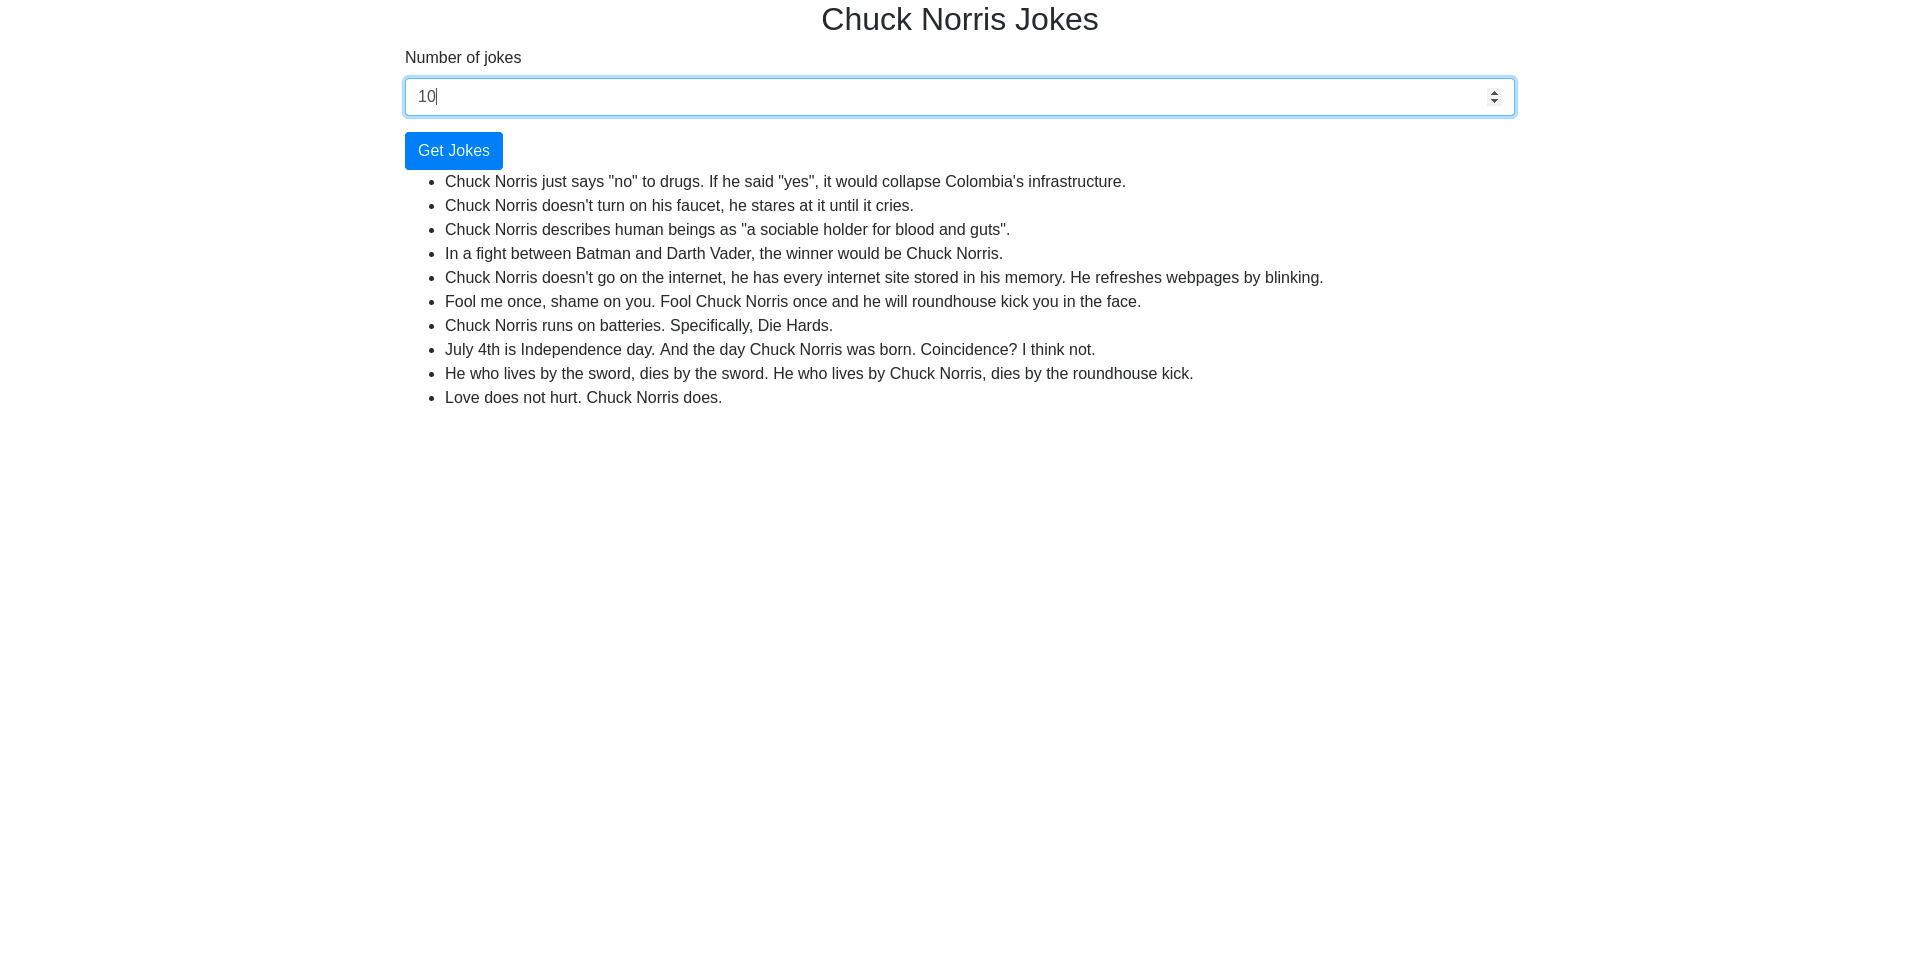 Chuck Norris Jokes
Number of jokes
10
Get Jokes
Chuck Norris just says "no" to drugs. If he said "yes", it would collapse Colombia's infrastructure.
Chuck Norris doesn't turn on his faucet, he stares at it until it cries.
Chuck Norris describes human beings as "a sociable holder for blood and guts".
In a fight between Batman and Darth Vader, the winner would be Chuck Norris.
Chuck Norris doesn't go on the internet, he has every internet site stored in his memory. He refreshes webpages by blinking.
Fool me once, shame on you. Fool Chuck Norris once and he will roundhouse kick you in the face.
Chuck Norris runs on batteries. Specifically, Die Hards.
July 4th is Independence day. And the day Chuck Norris was born. Coincidence? I think not.
He who lives by the sword, dies by the sword. He who lives by Chuck Norris, dies by the roundhouse kick.
Love does not hurt. Chuck Norris does.